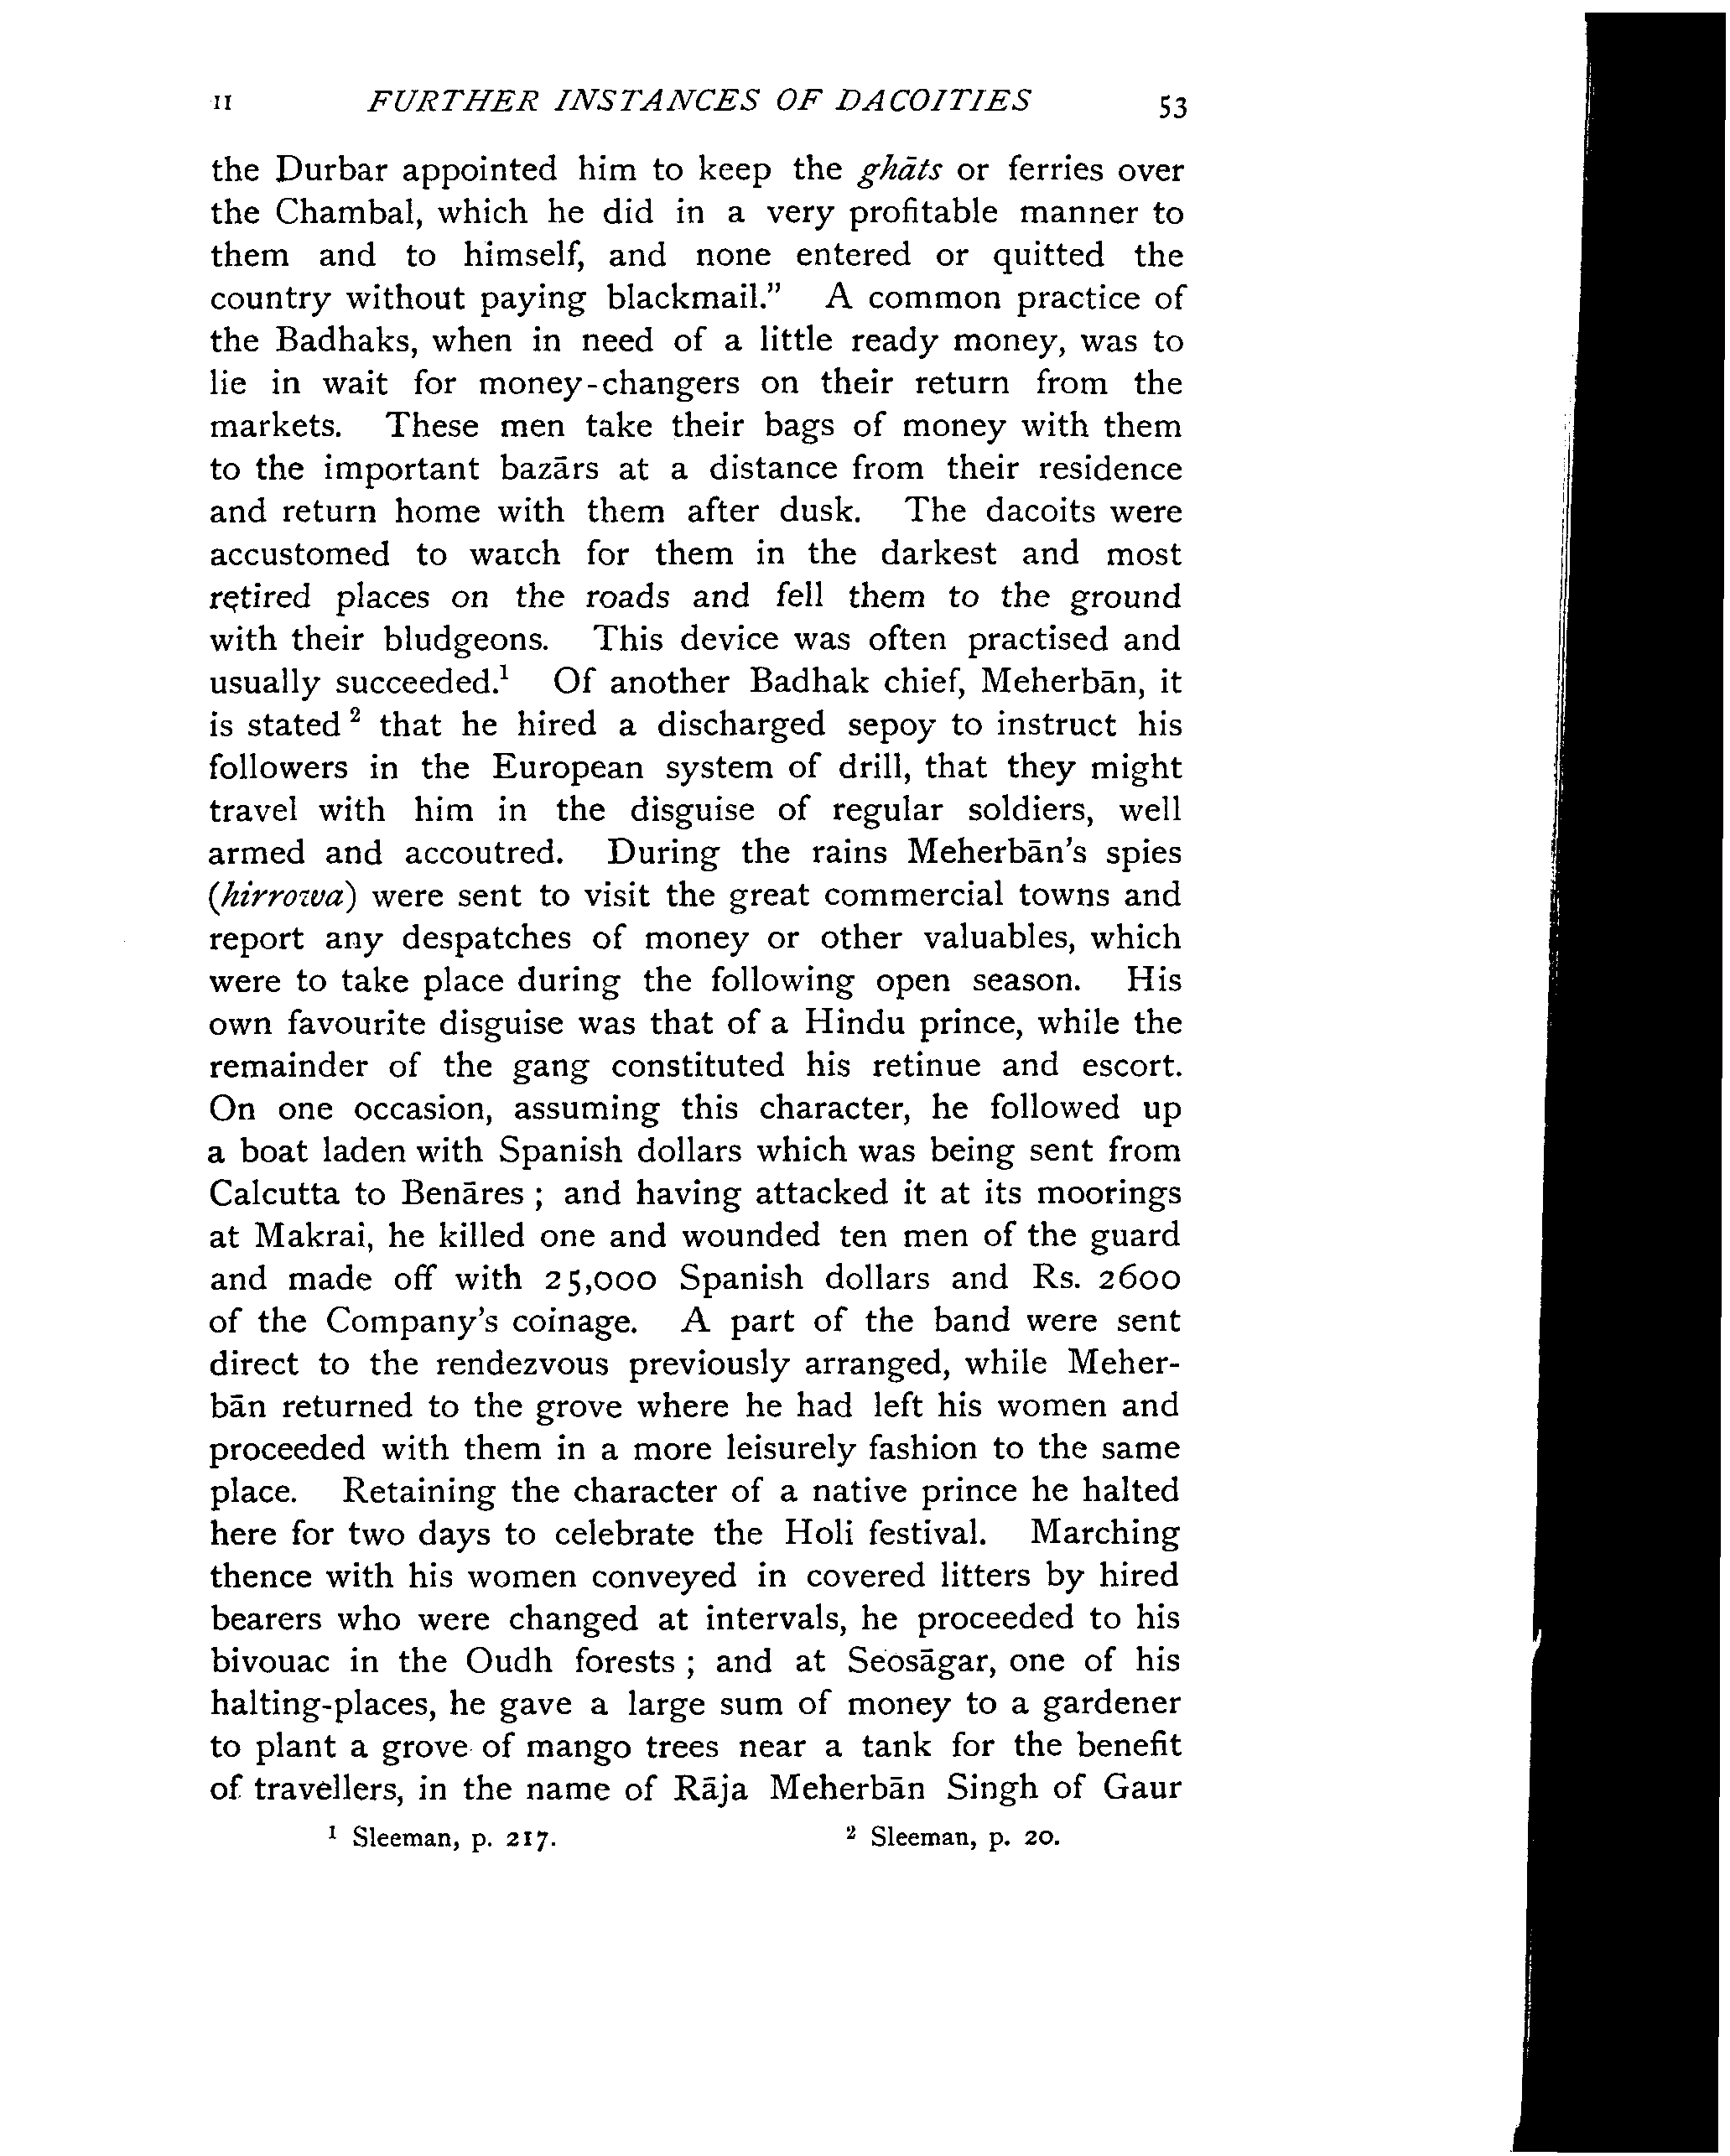 II FURTHER INSTANCES OF DACOITIES 53
the Durbar appointed him to keep the ghāts or ferries over
the Chambal, which he did in a very profitable manner to
them and to himself, and none entered or quitted the
country without paying blackmail." A common practice of
the Badhaks, when in need of a little ready money, was to
lie in wait for money-changers on their return from the
markets. These men take their bags of money with them
to the important bazārs at a distance from their residence
and return home with them after dusk. The dacoits were
accustomed to watch for them in the darkest and most
retired places on the roads and fell them to the ground
with their bludgeons. This device was often practised and
usually succeeded.¹ Of another Badhak chief, Meherbān, it
is stated ² that he hired a discharged sepoy to instruct his
followers in the European system of drill, that they might
travel with him in the disguise of regular soldiers, well
armed and accoutred. During the rains Meherbān's spies
(hirrowa) were sent to visit the great commercial towns and
report any despatches of money or other valuables, which
were to take place during the following open season. His
own favourite disguise was that of a Hindu prince, while the
remainder of the gang constituted his retinue and escort.
On one occasion, assuming this character, he followed up
a boat laden with Spanish dollars which was being sent from
Calcutta to Benāres ; and having attacked it at its moorings
at Makrai, he killed one and wounded ten men of the guard
and made off with 25,000 Spanish dollars and Rs. 2600
of the Company's coinage. A part of the band were sent
direct to the rendezvous previously arranged, while Meher-
bān returned to the grove where he had left his women and
proceeded with them in a more leisurely fashion to the same
place. Retaining the character of a native prince he halted
here for two days to celebrate the Holi festival. Marching
thence with his women conveyed in covered litters by hired
bearers who were changed at intervals, he proceeded to his
bivouac in the Oudh forests ; and at Seosāgar, one of his
halting-places, he gave a large sum of money to a gardener
to plant a grove of mango trees near a tank for the benefit
of travellers, in the name of Rāja Meherbān Singh of Gaur
¹ Sleeman, p. 217. ² Sleeman, p. 20.